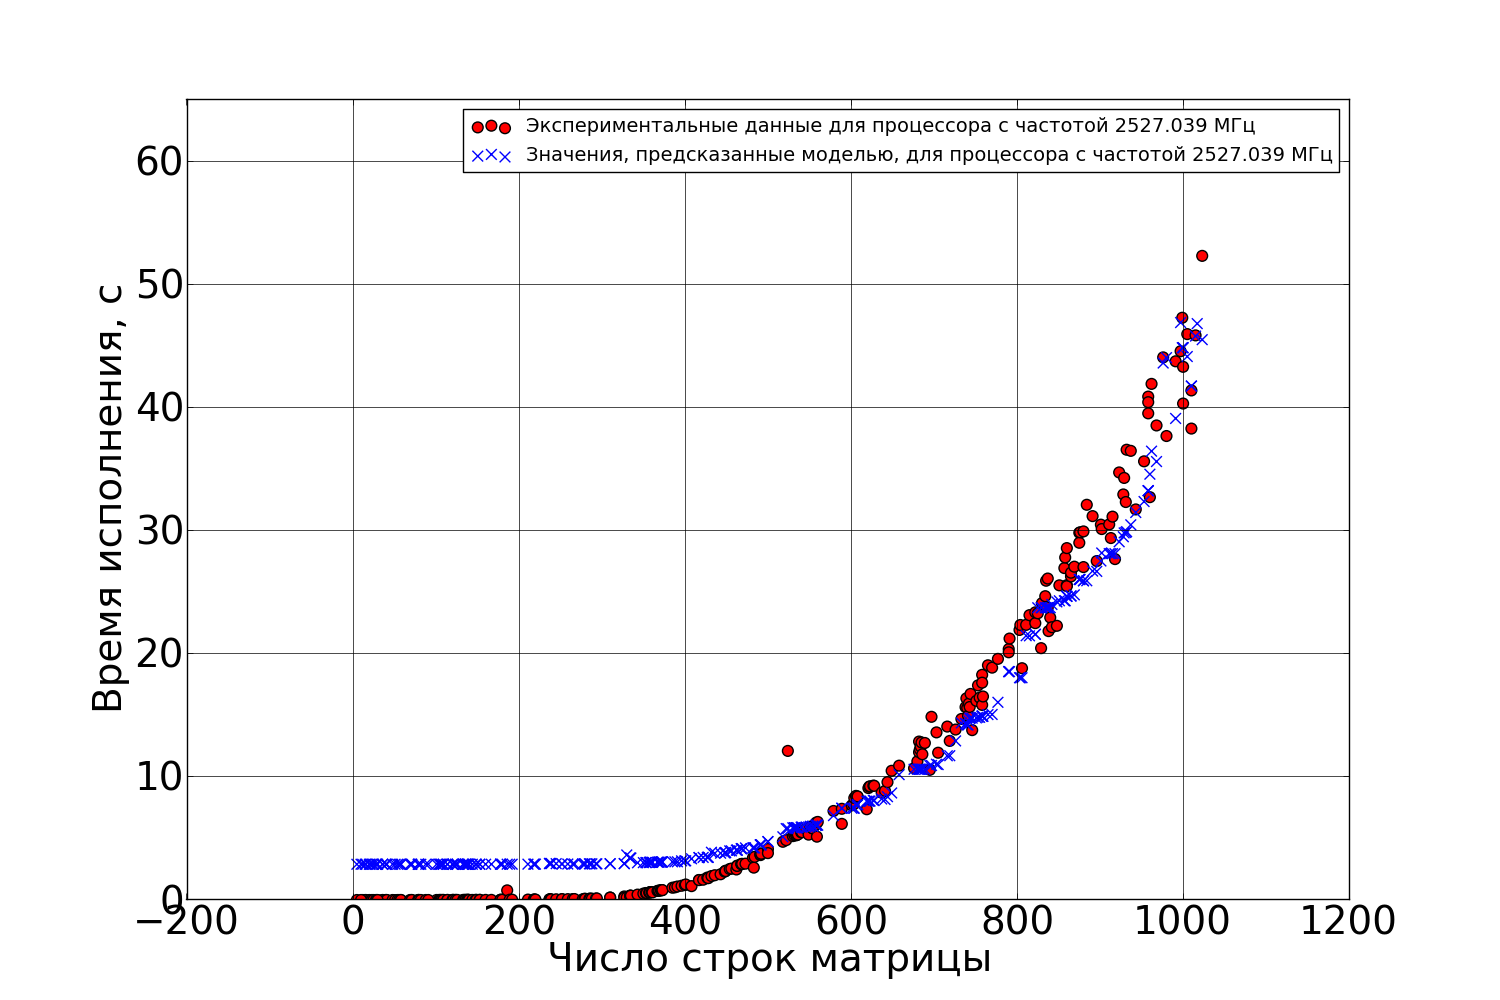 Экспериментальные данные для процессора с частотой 2527.039 МГц
Значения, предсказанные моделью, для процессора с частотой 2527.039 МГц
60
50
40
30
20
10
0
Время исполнения, с
−200 0 200 400 600 800 1000 1200
Число строк матрицы